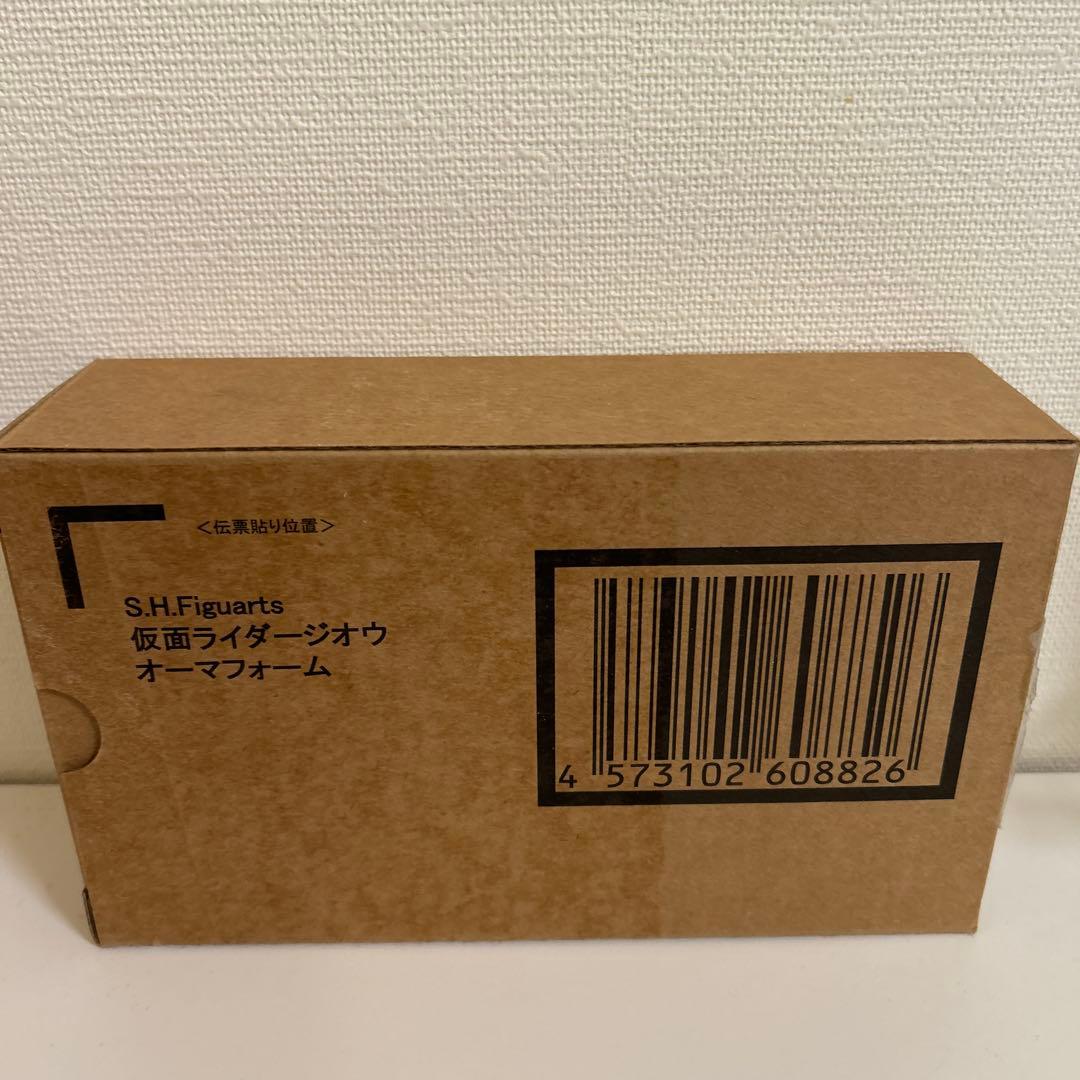 <伝票貼り位置>
S.H.Figuarts
仮面ライダージオウ
オーマフォーム
4 573102 608826